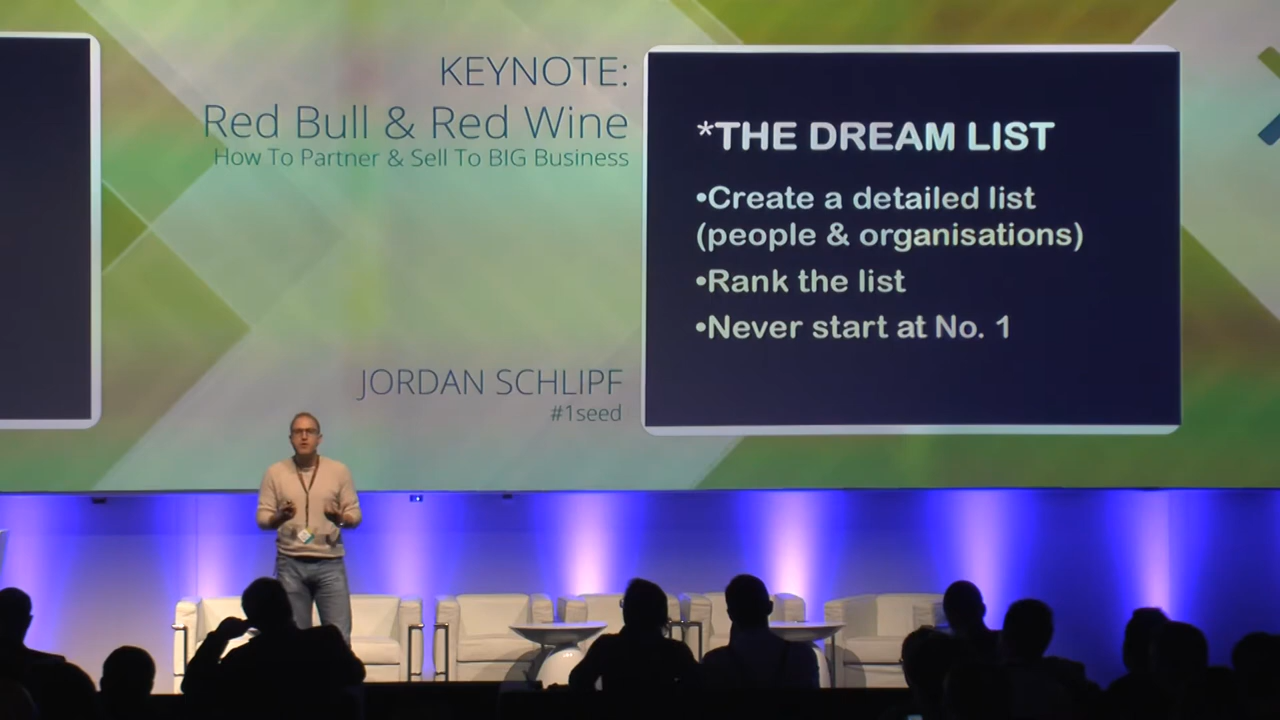 KEYNOTE:
Red Bull & Red Wine
How To Partner & Sell To BIG Business
JORDAN SCHLIPF
#1seed
*THE DREAM LIST
•Create a detailed list
(people & organisations)
•Rank the list
•Never start at No. 1